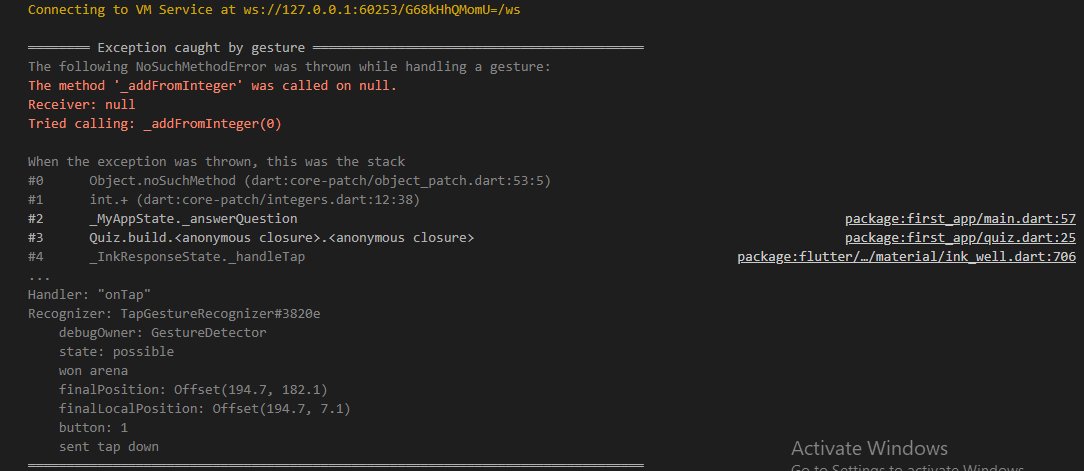 Connecting to VM Service at ws://127.0.0.1:60253/G68kHhQMomU=/ws
════════ Exception caught by gesture ═══════════════════════════════════════════
The following NoSuchMethodError was thrown while handling a gesture:
The method '_addFromInteger' was called on null.
Receiver: null
Tried calling: _addFromInteger(0)
When the exception was thrown, this was the stack
#0      Object.noSuchMethod (dart:core-patch/object_patch.dart:53:5)
#1      int.+ (dart:core-patch/integers.dart:12:38)
#2      _MyAppState._answerQuestion package:first_app/main.dart:57
#3      Quiz.build.<anonymous closure>.<anonymous closure> package:first_app/quiz.dart:25
#4      _InkResponseState._handleTap package:flutter/…/material/ink_well.dart:706
...
Handler: "onTap"
Recognizer: TapGestureRecognizer#3820e
    debugOwner: GestureDetector
    state: possible
    won arena
    finalPosition: Offset(194.7, 182.1)
    finalLocalPosition: Offset(194.7, 7.1)
    button: 1
    sent tap down
════════════════════════════════════════════════════════════════════════════════
Activate Windows
Go to Settings to activate Windows